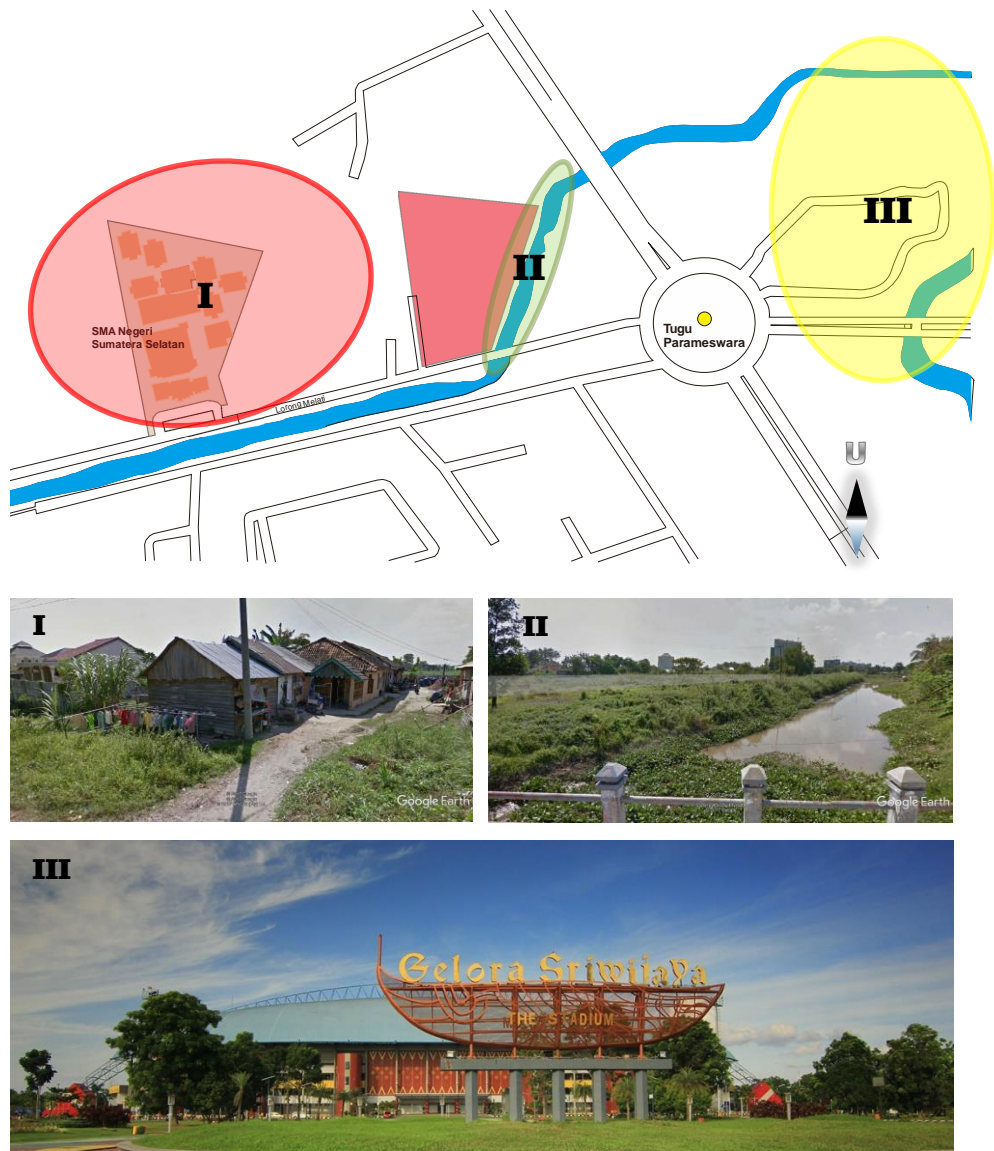 III
II
I
SMA Negeri
Sumatera Selatan
Tugu
Parameswara
Lorong Melati
U
I
Google Earth
II
Google Earth
III
Gelora Sriwijaya
THE STADIUM